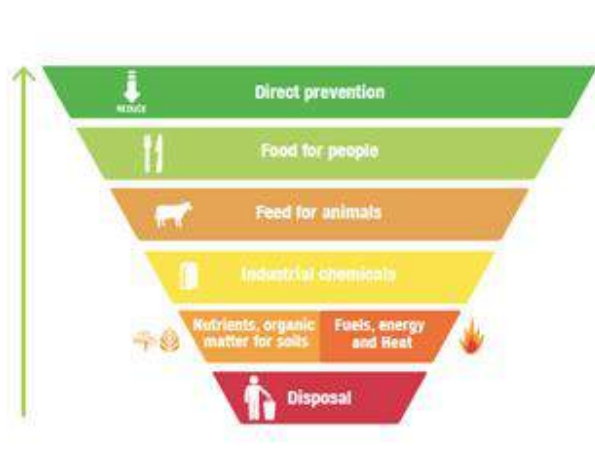 REDUCE
Direct prevention
Food for people
Feed for animals
Industrial chemicals
Nutrients, organic
matter for soils
Fuels, energy
and Heat
Disposal